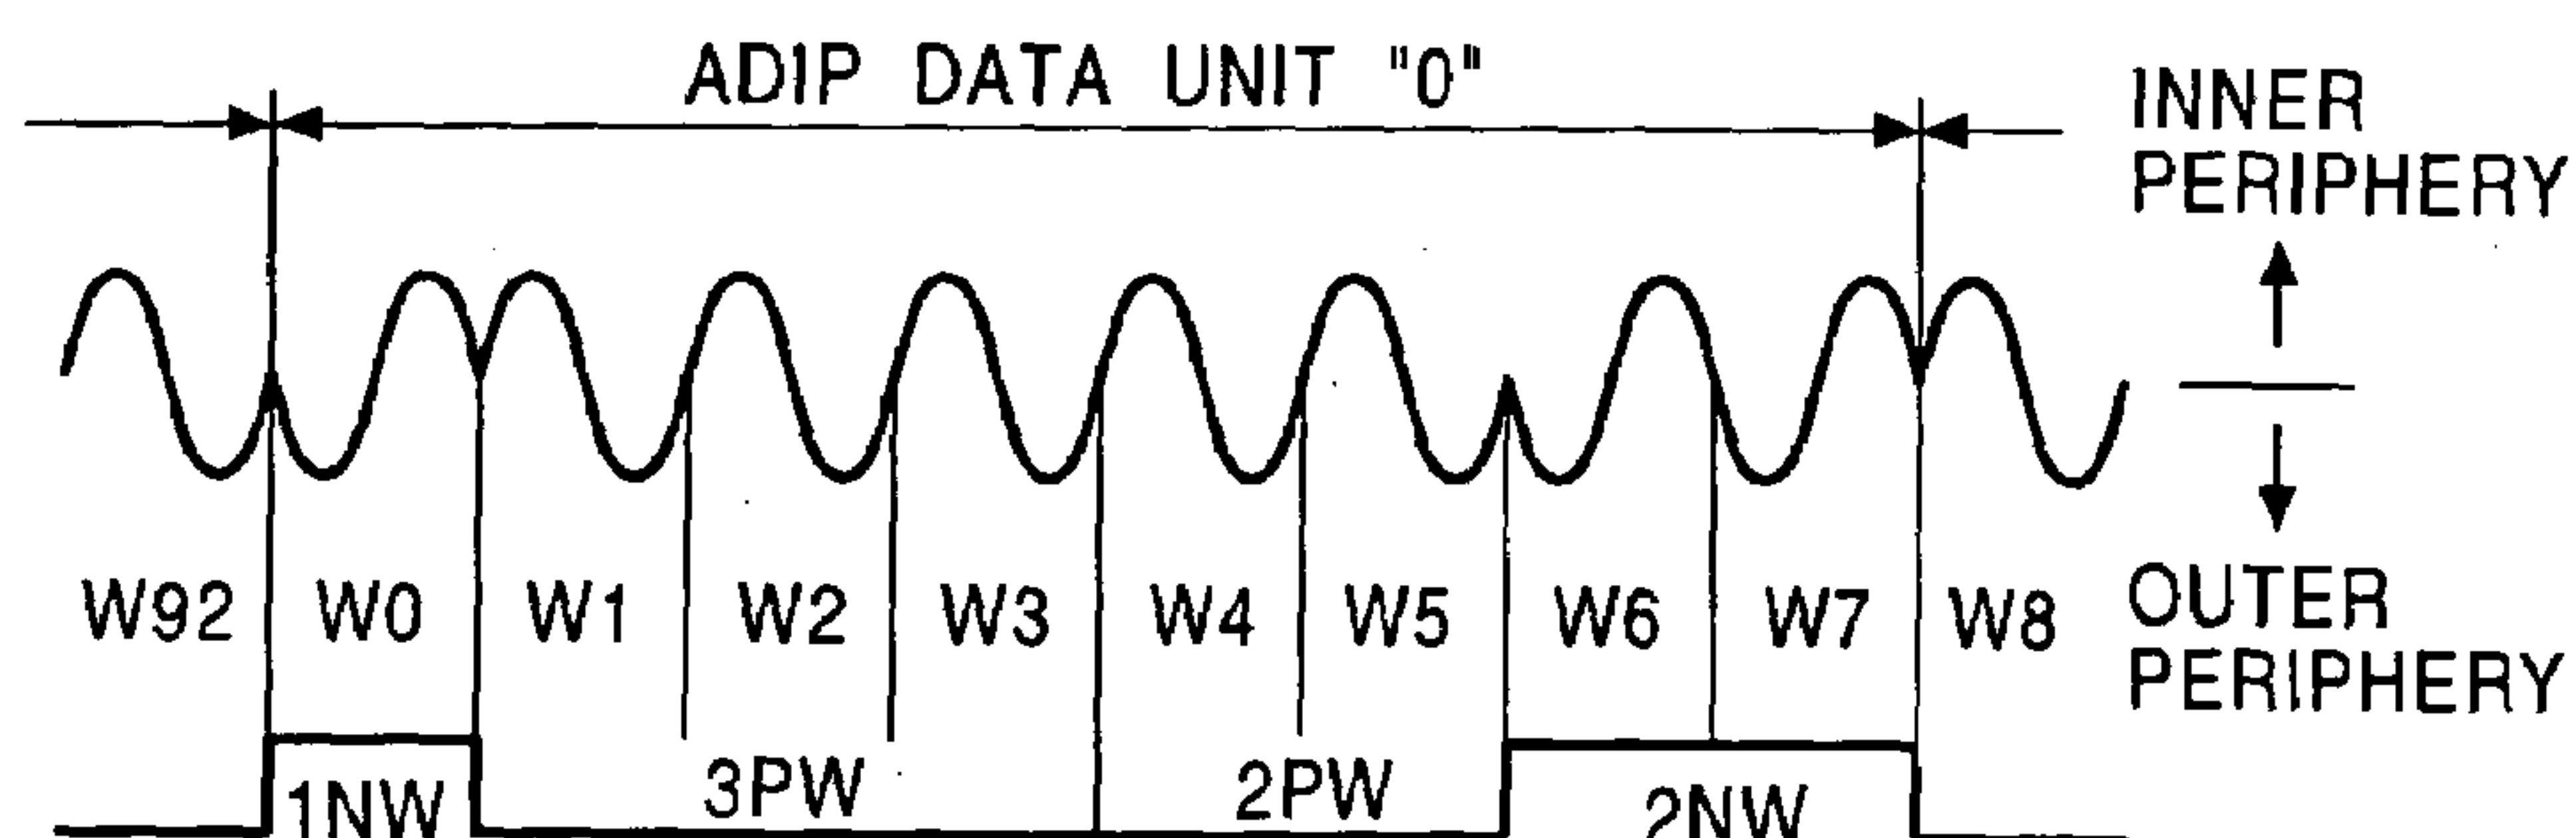 ADIP DATA UNIT "0"
INNER
PERIPHERY
W92 W0 W1 W2 W3 W4 W5 W6 W7 W8
OUTER
PERIPHERY
1NW 3PW 2PW 2NW